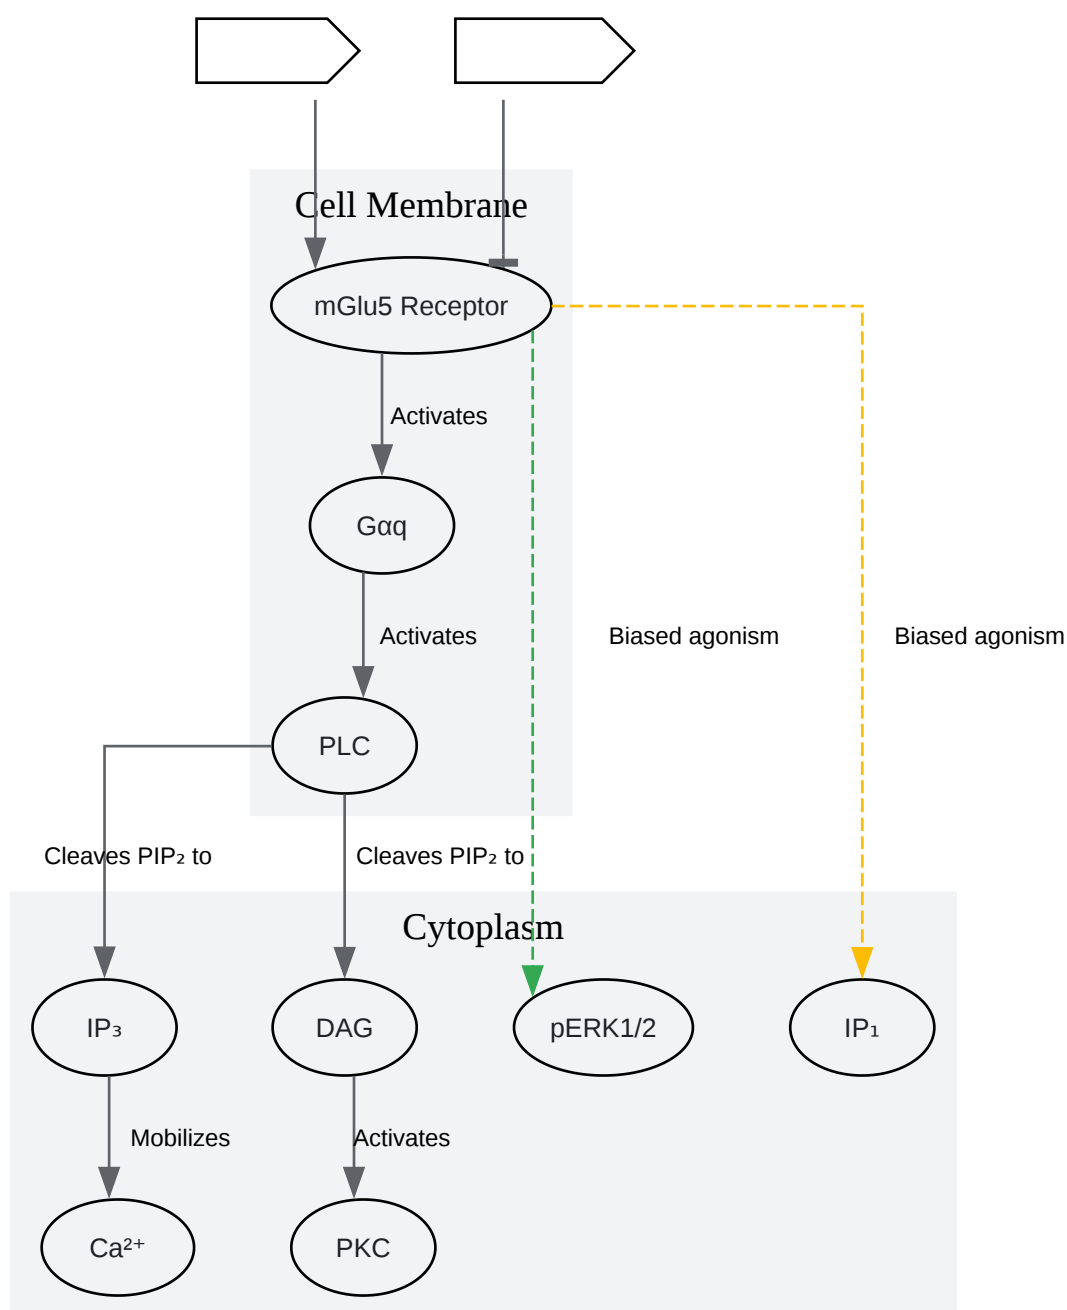 Cell Membrane
mGlu5 Receptor
Activates
Gαq
Activates
Biased agonism
Biased agonism
PLC
Cleaves PIP₂ to
Cleaves PIP₂ to
Cytoplasm
IP₃
DAG
pERK1/2
IP₁
Mobilizes
Activates
Ca²⁺
PKC